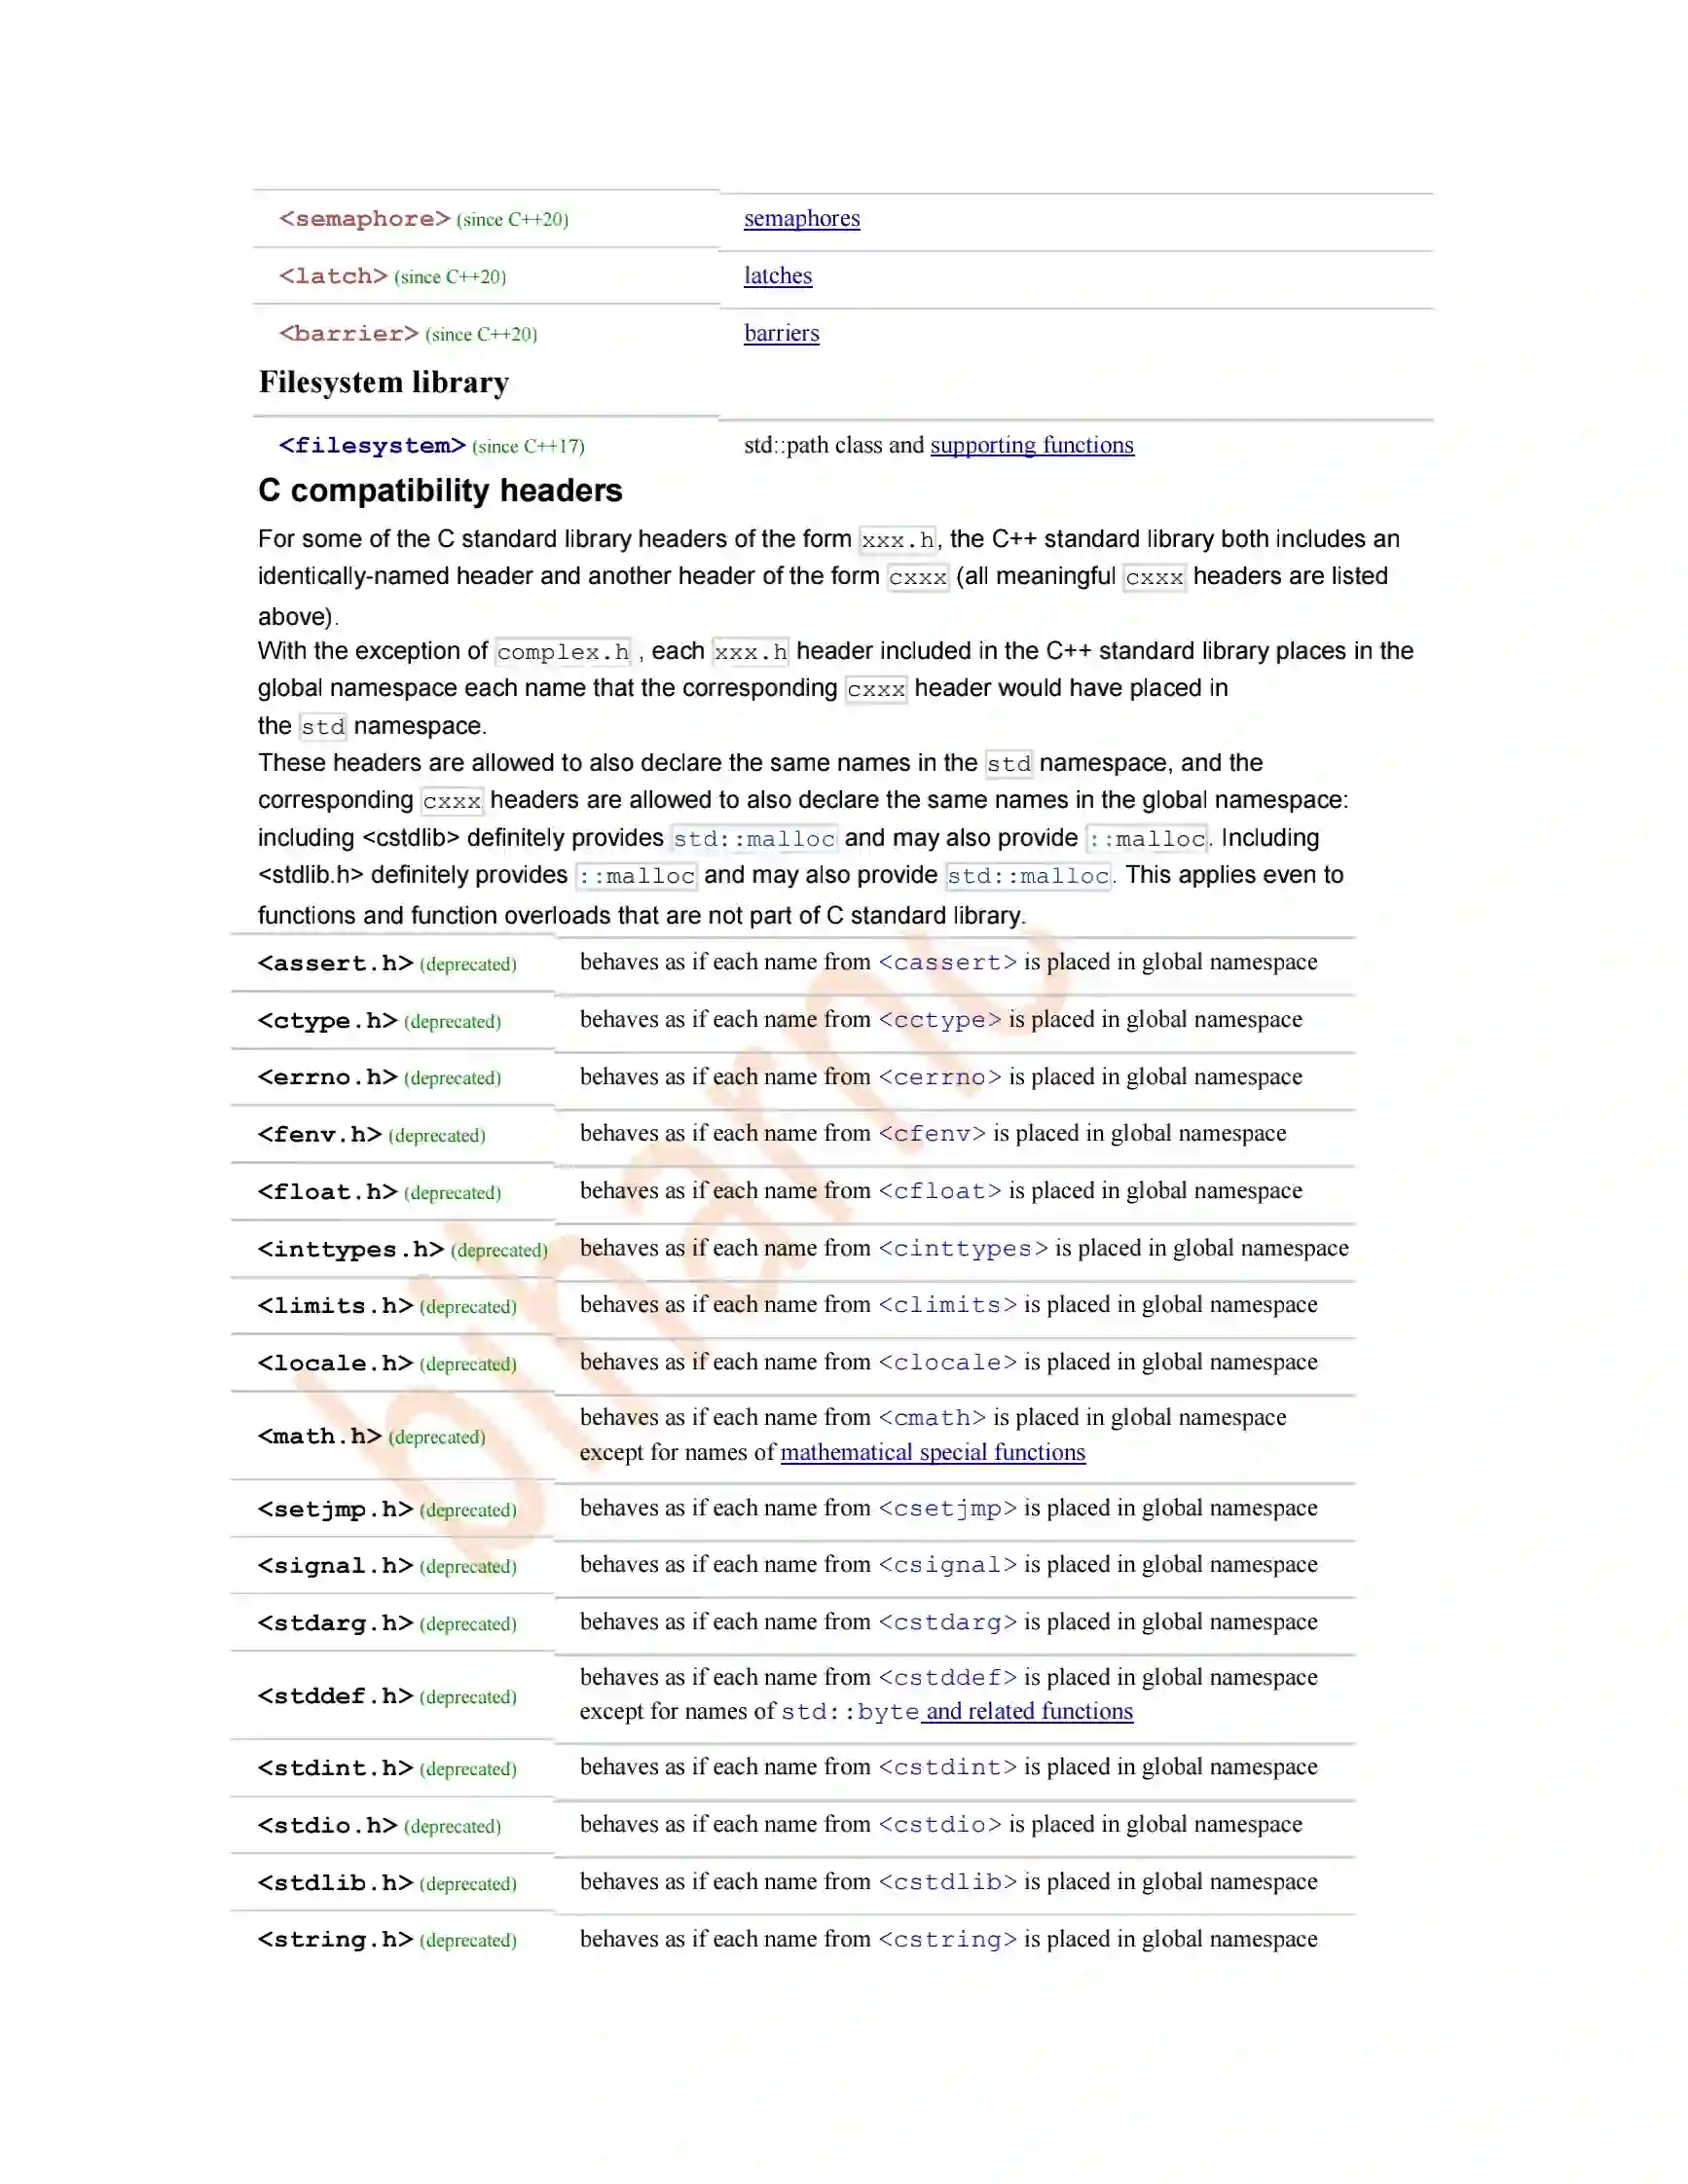 <semaphore> (since C++20) semaphores
<latch> (since C++20) latches
<barrier> (since C++20) barriers
Filesystem library
<filesystem> (since C++17) std::path class and supporting functions
C compatibility headers
For some of the C standard library headers of the form xxx.h, the C++ standard library both includes an
identically-named header and another header of the form cxxx (all meaningful cxxx headers are listed
above).
With the exception of complex.h , each xxx.h header included in the C++ standard library places in the
global namespace each name that the corresponding cxxx header would have placed in
the std namespace.
These headers are allowed to also declare the same names in the std namespace, and the
corresponding cxxx headers are allowed to also declare the same names in the global namespace:
including <cstdlib> definitely provides std::malloc and may also provide ::malloc. Including
<stdlib.h> definitely provides ::malloc and may also provide std::malloc. This applies even to
functions and function overloads that are not part of C standard library.
<assert.h> (deprecated) behaves as if each name from <cassert> is placed in global namespace
<ctype.h> (deprecated) behaves as if each name from <cctype> is placed in global namespace
<errno.h> (deprecated) behaves as if each name from <cerrno> is placed in global namespace
<fenv.h> (deprecated) behaves as if each name from <cfenv> is placed in global namespace
<float.h> (deprecated) behaves as if each name from <cfloat> is placed in global namespace
<inttypes.h> (deprecated) behaves as if each name from <cinttypes> is placed in global namespace
<limits.h> (deprecated) behaves as if each name from <climits> is placed in global namespace
<locale.h> (deprecated) behaves as if each name from <clocale> is placed in global namespace
<math.h> (deprecated) behaves as if each name from <cmath> is placed in global namespace
except for names of mathematical special functions
<setjmp.h> (deprecated) behaves as if each name from <csetjmp> is placed in global namespace
<signal.h> (deprecated) behaves as if each name from <csignal> is placed in global namespace
<stdarg.h> (deprecated) behaves as if each name from <cstdarg> is placed in global namespace
<stddef.h> (deprecated) behaves as if each name from <cstddef> is placed in global namespace
except for names of std::byte and related functions
<stdint.h> (deprecated) behaves as if each name from <cstdint> is placed in global namespace
<stdio.h> (deprecated) behaves as if each name from <cstdio> is placed in global namespace
<stdlib.h> (deprecated) behaves as if each name from <cstdlib> is placed in global namespace
<string.h> (deprecated) behaves as if each name from <cstring> is placed in global namespace